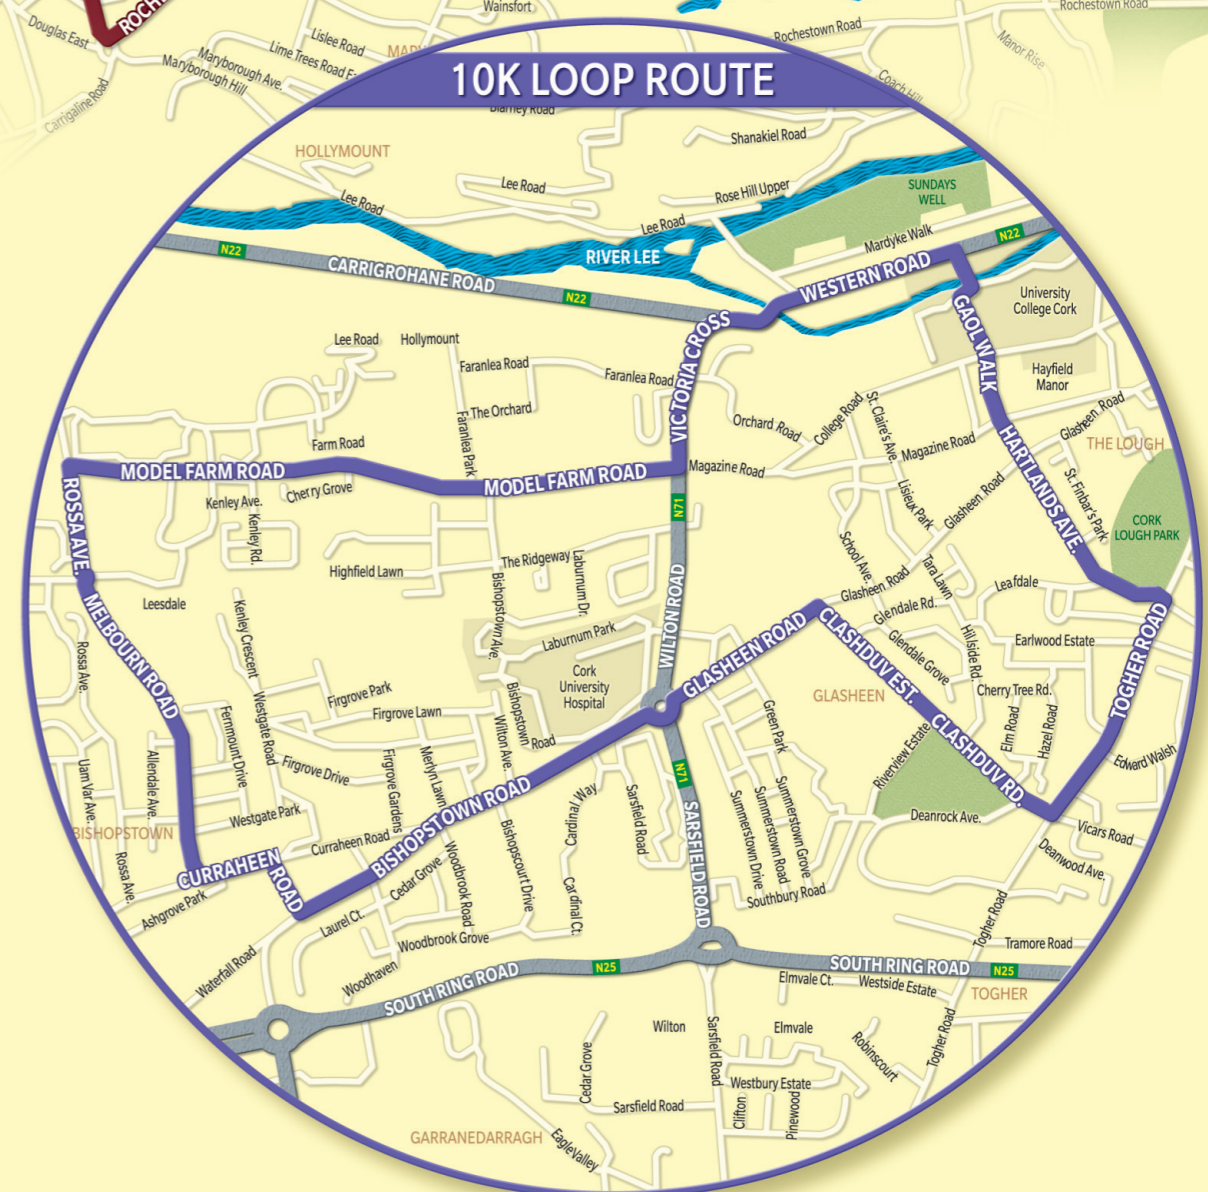 Wainsfort
Rochestown Road
ROCHE
Douglas East
Lislee Road
MARY
Rochestown Road
Manor Rise
Lime Trees Road Ea
Maryborough Ave.
Maryborough Hill
Carrigaline Road
Coach Hill
10K LOOP ROUTE
Blarney Road
Shanakiel Road
HOLLYMOUNT
Lee Road
Lee Road
Rose Hill Upper
SUNDAYS
WELL
Lee Road
Mardyke Walk
N22
N22
RIVER LEE
CARRIGROHANE ROAD
N22
WESTERN ROAD
University
College Cork
GAOL WALK
VICTORIA CROSS
Lee Road
Hollymount
Faranlea Road
Faranlea Road
Hayfield
Manor
The Orchard
Faranlea Park
Orchard Road
College Road
St. Claire's Ave.
Glasheen Road
Magazine Road
THE LOUGH
Farm Road
MODEL FARM ROAD
MODEL FARM ROAD
Magazine Road
HARTLANDS AVE.
St. Finbar's Park
ROSSA AVE.
Kenley Ave.
Cherry Grove
Kenley Rd.
N71
Lisieux Park
Glasheen Road
CORK
LOUGH PARK
School Ave.
The Ridgeway
Laburnum Dr.
Highfield Lawn
Bishopstown Ave.
WILTON ROAD
Tara Lawn
Glasheen Road
Leafdale
Leesdale
Kenley Crescent
MELBOURN ROAD
Glendale Rd.
Laburnum Park
GLASHEEN ROAD
CLASHDUV EST.
Glendale Grove
Hillside Rd.
Earlwood Estate
TOGHER ROAD
Rossa Ave.
Cork
University
Hospital
Firgrove Park
Firgrove Lawn
Bishopstown
Road
GLASHEEN
Cherry Tree Rd.
Westgate Road
Fernmount Drive
Wilton Ave.
Green Park
CLASHDUV RD.
Elm Road
Hazel Road
Riverview Estate
Edward Walsh
Uam Var Ave.
Allendale Ave.
Firgrove Drive
Firgrove Gardens
Merlyn Lawn
BISHOPSTOWN ROAD
N71
Cardinal Way
Sarsfield Road
SARSFIELD ROAD
Summerstown Drive
Summerstown Road
Summerstown Grove
Westgate Park
BISHOPSTOWN
Deanrock Ave.
Vicars Road
Curraheen Road
Bishopscourt Drive
Deanwood Ave.
CURRAHEEN
ROAD
Rossa Ave.
Cedar Grove
Woodbrook Road
Cardinal Ct.
Southbury Road
Ashgrove Park
Laurel Ct.
Togher Road
Woodbrook Grove
Tramore Road
Waterfall Road
Woodhaven
SOUTH RING ROAD
N25
SOUTH RING ROAD
N25
Elmvale Ct.
Westside Estate
TOGHER
Wilton
Sarsfield Road
Elmvale
Robinscourt
Togher Road
Cedar Grove
Westbury Estate
Sarsfield Road
Clifton
Pinewood
GARRANEDARRAGH
EagleValley